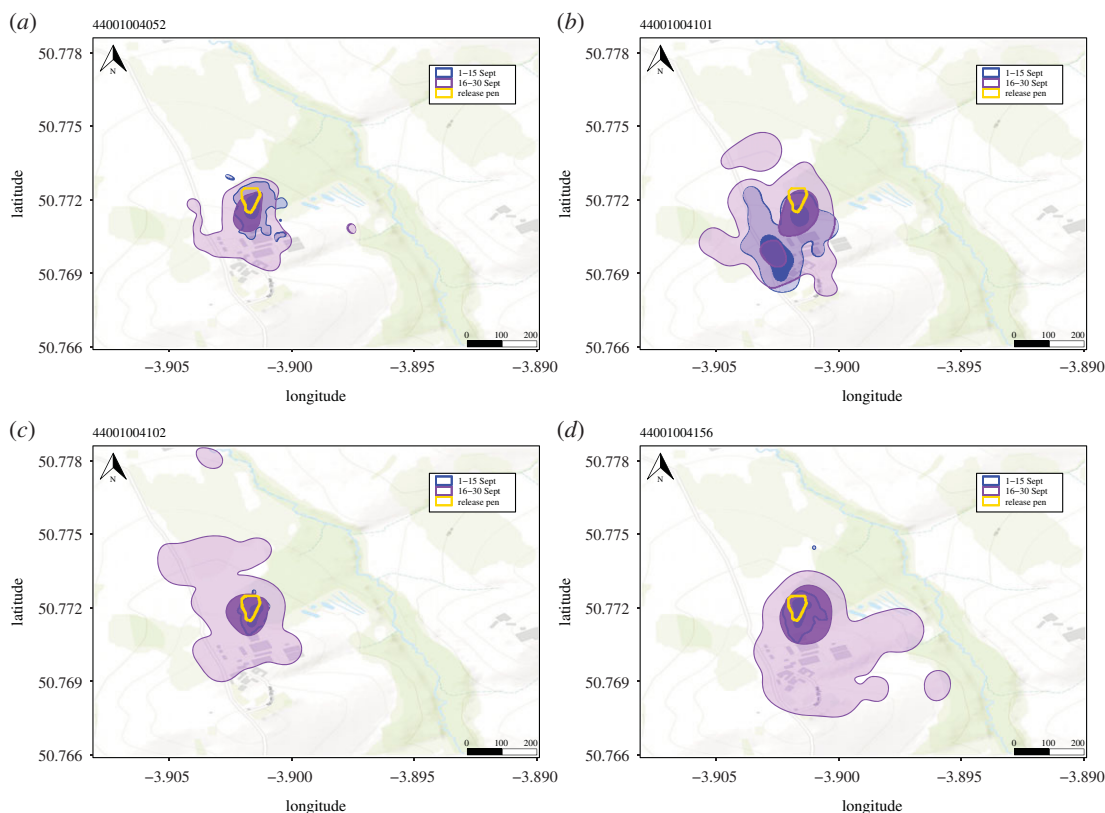 (a)
44001004052
50.778
50.775
50.772
50.769
50.766
latitude
N
1–15 Sept
16–30 Sept
release pen
0 100 200
−3.905 −3.900 −3.895 −3.890
longitude
(b)
44001004101
50.778
50.775
50.772
50.769
50.766
latitude
N
1–15 Sept
16–30 Sept
release pen
0 100 200
−3.905 −3.900 −3.895 −3.890
longitude
(c)
44001004102
50.778
50.775
50.772
50.769
50.766
latitude
N
1–15 Sept
16–30 Sept
release pen
0 100 200
−3.905 −3.900 −3.895 −3.890
longitude
(d)
44001004156
50.778
50.775
50.772
50.769
50.766
latitude
N
1–15 Sept
16–30 Sept
release pen
0 100 200
−3.905 −3.900 −3.895 −3.890
longitude